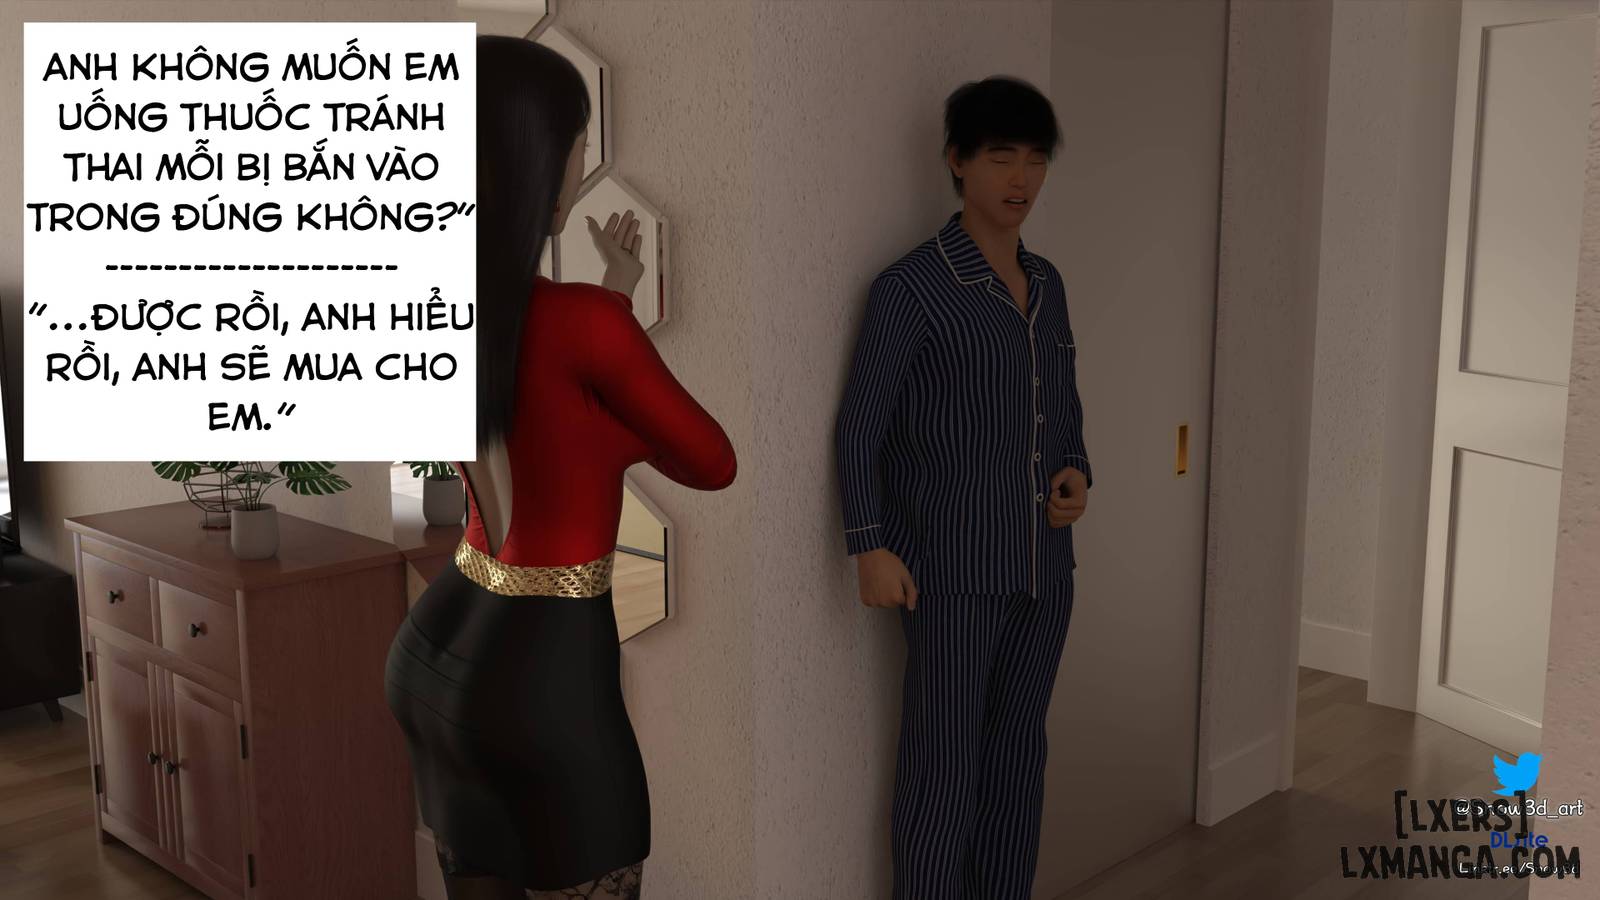 ANH KHÔNG MUỐN EM
UỐNG THUỐC TRÁNH
THAI MỖI BỊ BẮN VÀO
TRONG ĐÚNG KHÔNG?"
--------------------
"...ĐƯỢC RỒI, ANH HIỂU
RỒI, ANH SẼ MUA CHO
EM."
[LXERS]
@Snow3d_art
LXMANGA.COM